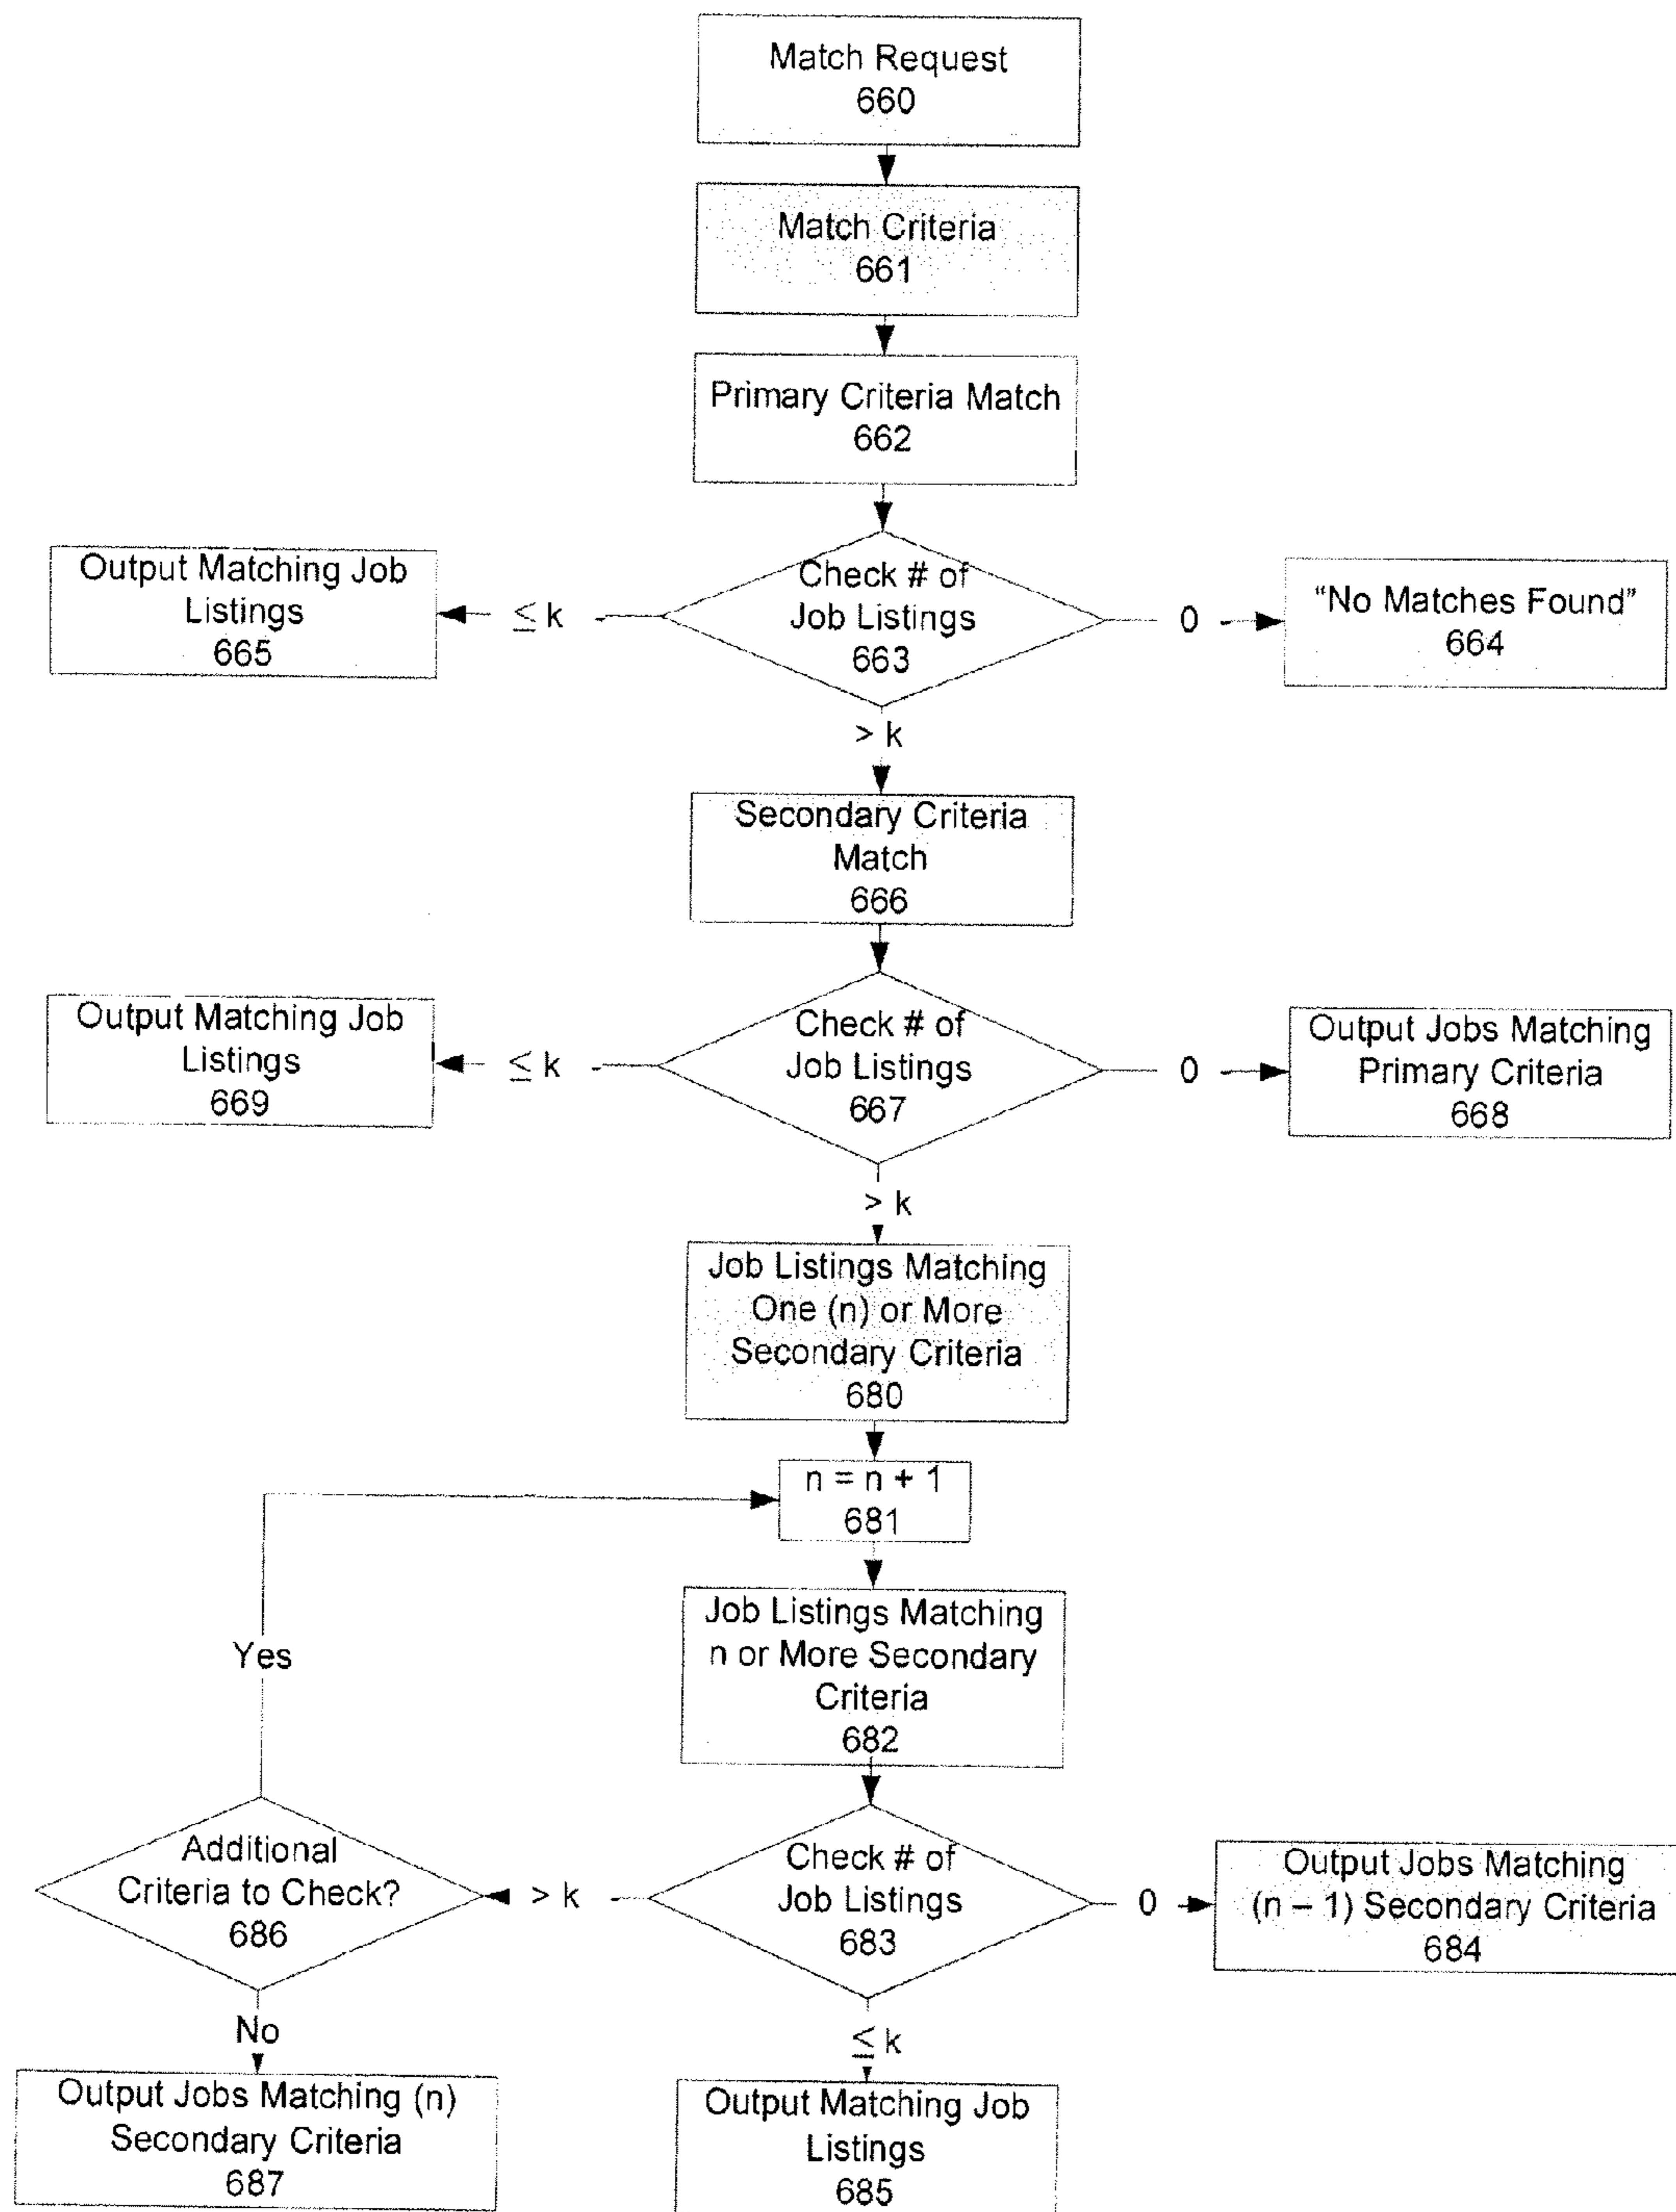 Match Request
660
Match Criteria
661
Primary Criteria Match
662
Output Matching Job
Listings
665
≤ k
Check # of
Job Listings
663
0
"No Matches Found"
664
> k
Secondary Criteria
Match
666
Output Matching Job
Listings
669
≤ k
Check # of
Job Listings
667
0
Output Jobs Matching
Primary Criteria
668
> k
Job Listings Matching
One (n) or More
Secondary Criteria
680
n = n + 1
681
Yes
Job Listings Matching
n or More Secondary
Criteria
682
Additional
Criteria to Check?
686
> k
Check # of
Job Listings
683
0
Output Jobs Matching
(n – 1) Secondary Criteria
684
No
≤ k
Output Jobs Matching (n)
Secondary Criteria
687
Output Matching Job
Listings
685